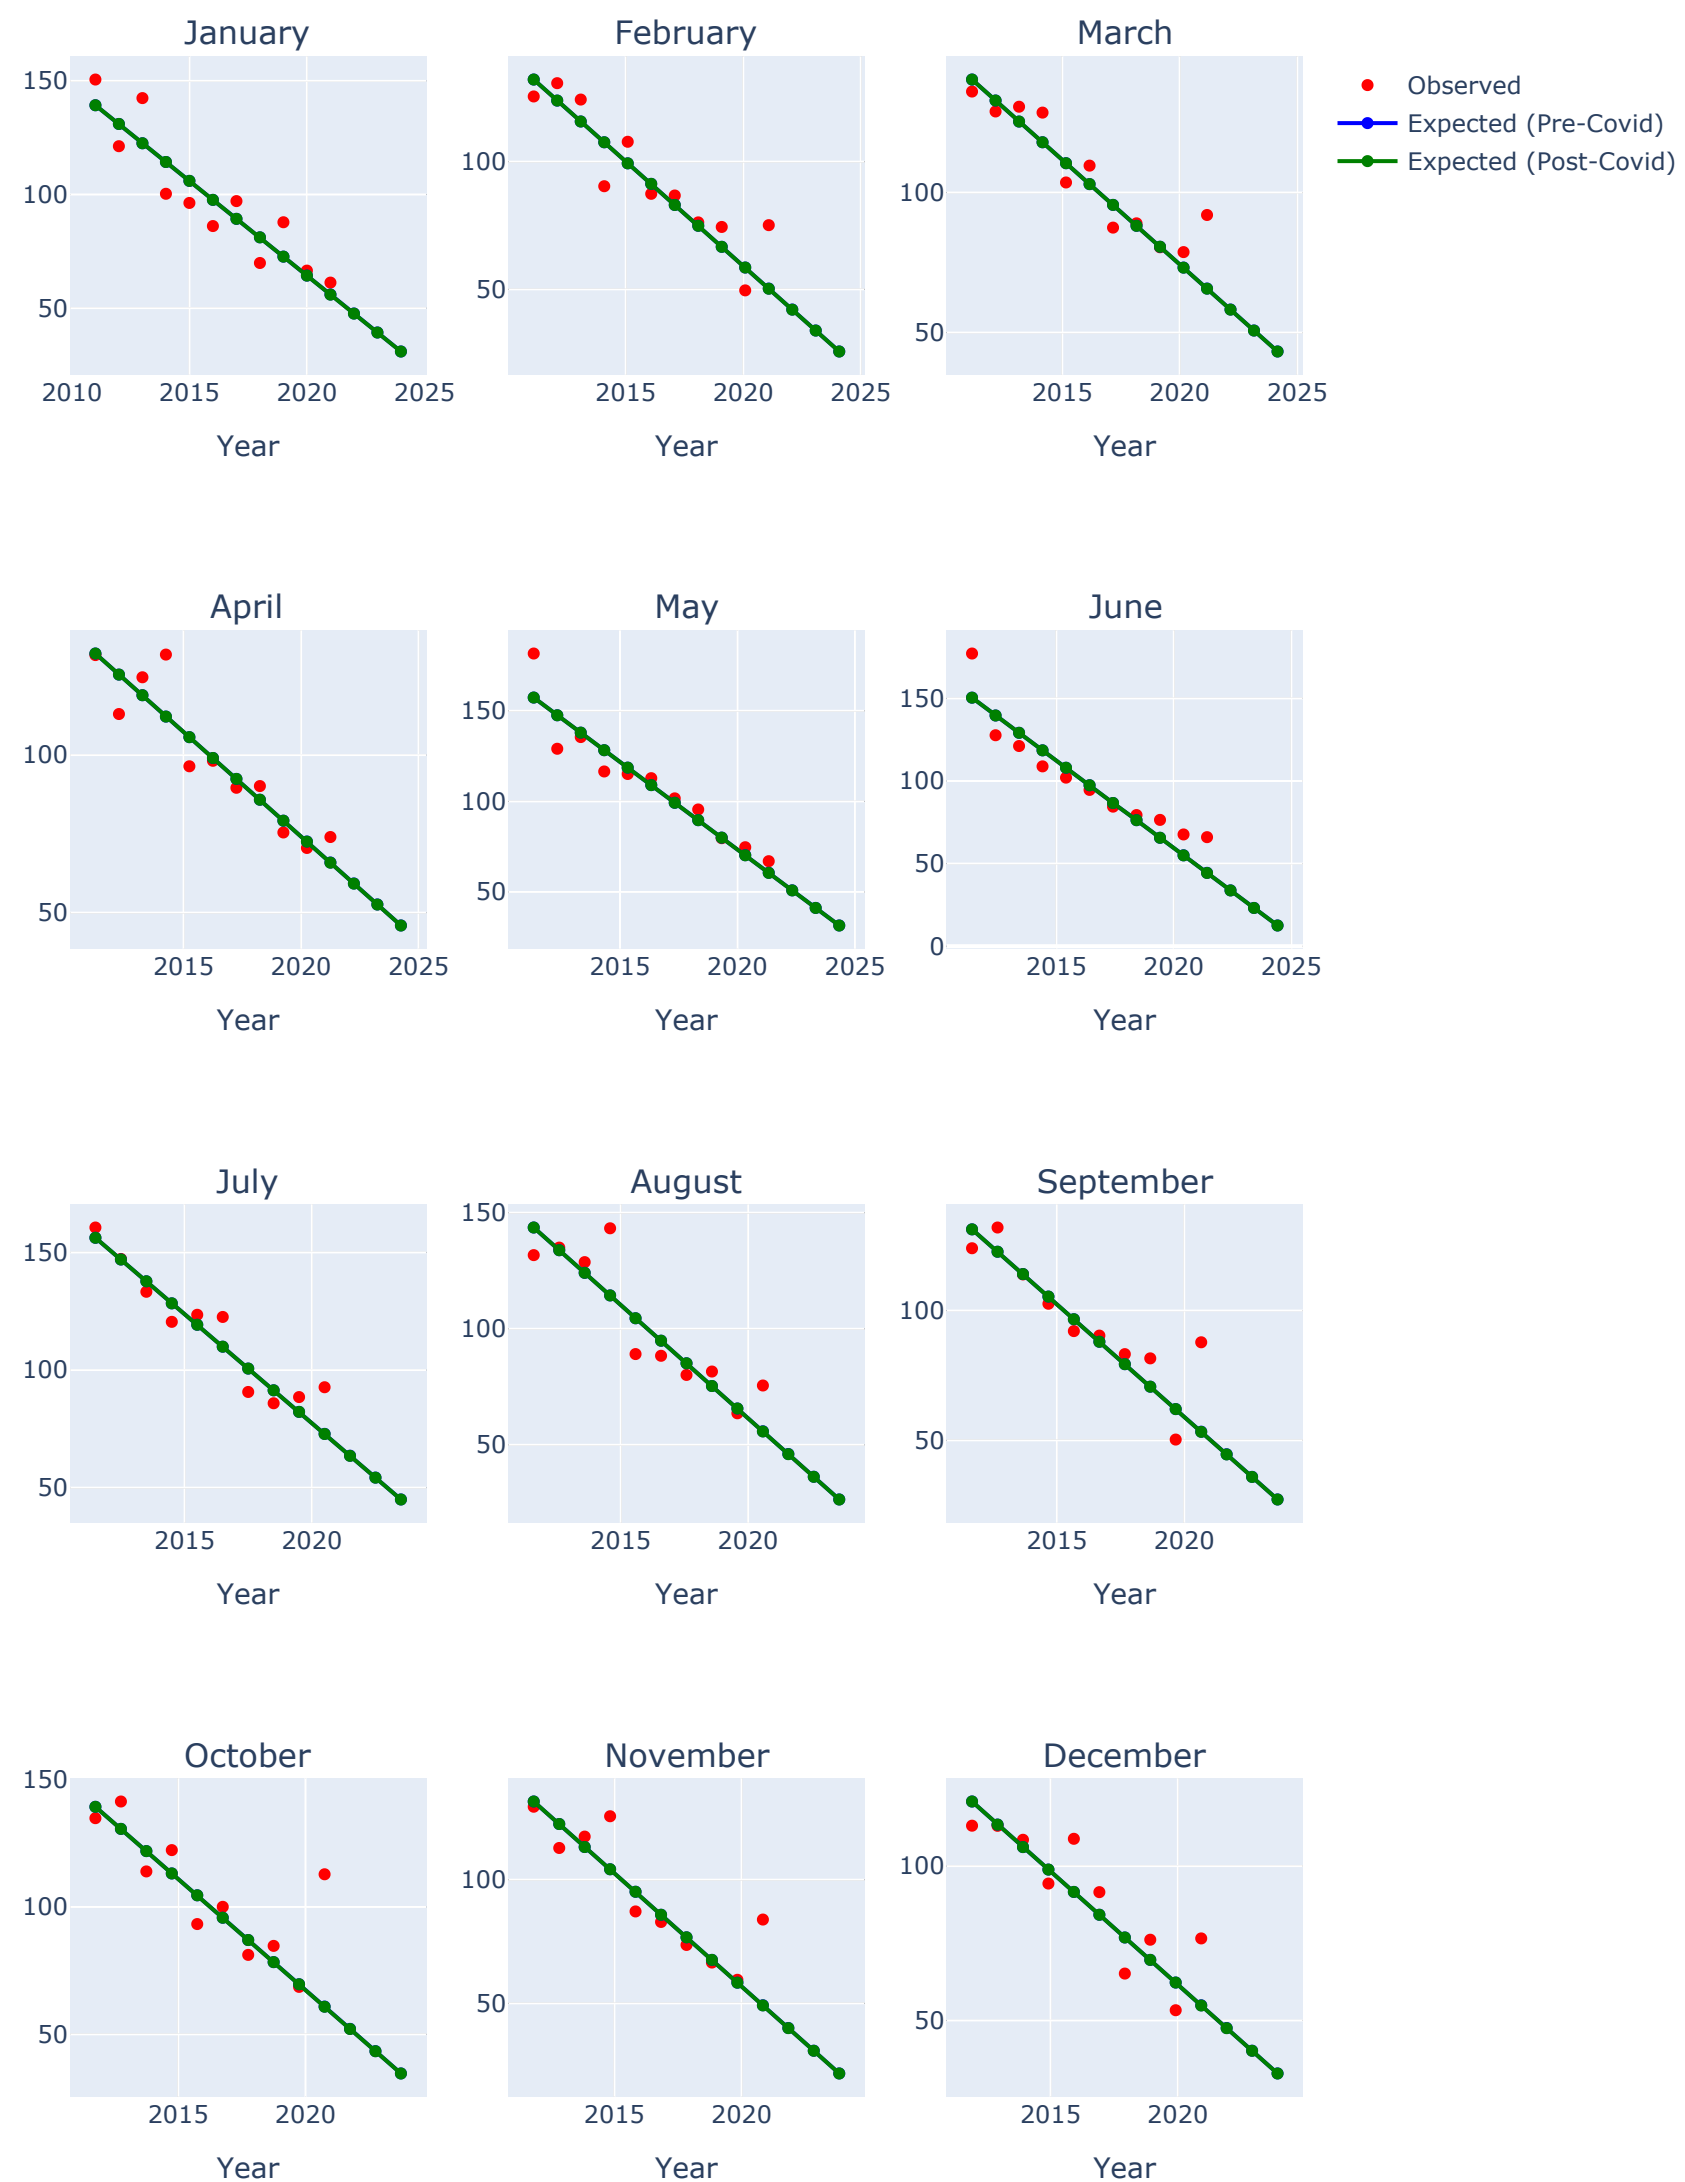 January
February
March
150
100
50
2010
2015
2020
2025
Year
100
50
2015
2020
2025
Year
100
50
2015
2020
2025
Year
Observed
Expected (Pre-Covid)
Expected (Post-Covid)
April
May
June
100
50
2015
2020
2025
Year
150
100
50
2015
2020
2025
Year
150
100
50
0
2015
2020
2025
Year
July
August
September
150
100
50
2015
2020
Year
150
100
50
2015
2020
Year
100
50
2015
2020
Year
October
November
December
150
100
50
2015
2020
Year
100
50
2015
2020
Year
100
50
2015
2020
Year